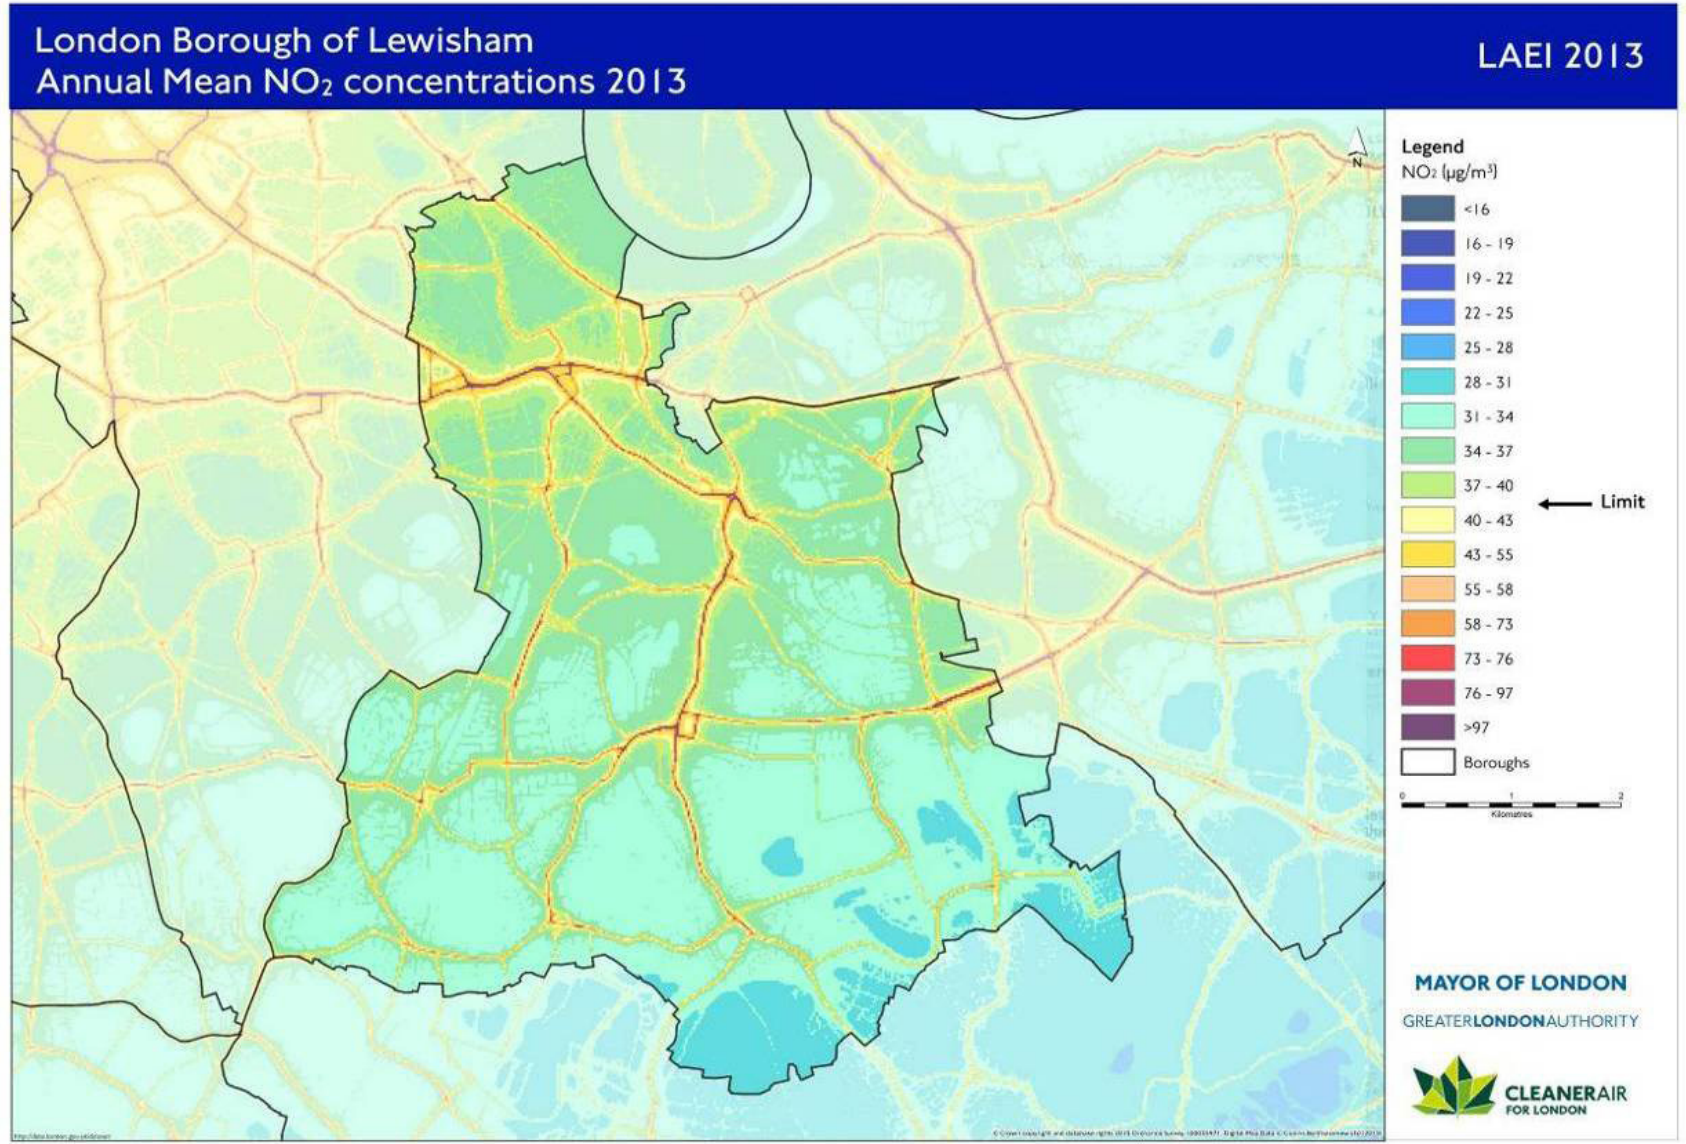 London Borough of Lewisham
Annual Mean NO₂ concentrations 2013
LAEI 2013
N
Legend
NO₂ (µg/m³)
<16
16 - 19
19 - 22
22 - 25
25 - 28
28 - 31
31 - 34
34 - 37
37 - 40
Limit
40 - 43
43 - 55
55 - 58
58 - 73
73 - 76
76 - 97
>97
Boroughs
0 1 2
Kilometres
MAYOR OF LONDON
GREATERLONDONAUTHORITY
CLEANERAIR
FOR LONDON